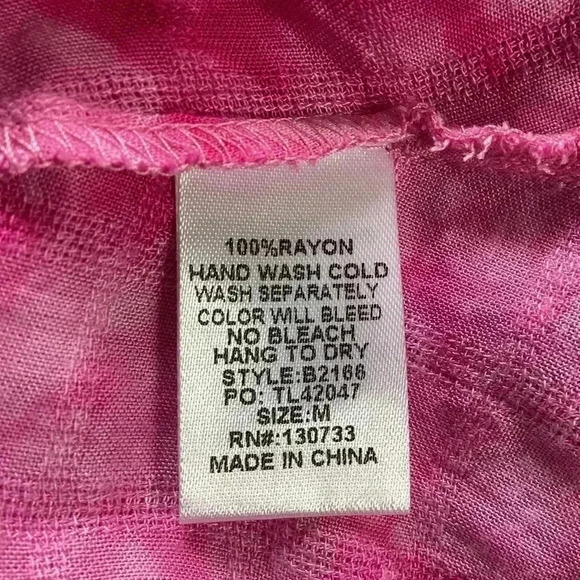 100%RAYON
HAND WASH COLD
WASH SEPARATELY
COLOR WILL BLEED
NO BLEACH
HANG TO DRY
STYLE:B2166
PO: TL42047
SIZE:M
RN#:130733
MADE IN CHINA